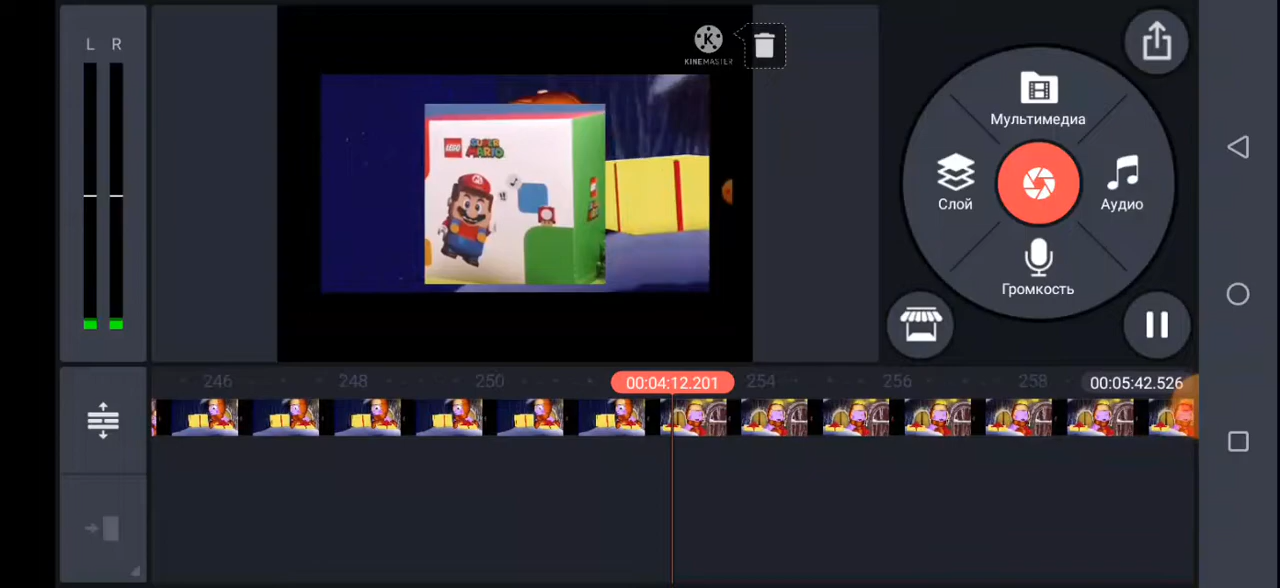 L R
KINEMASTER
LEGO SUPER MARIO
LEGO
Мультимедиа
Слой
Аудио
Громкость
246 248 250 00:04:12.201 254 256 258 00:05:42.526